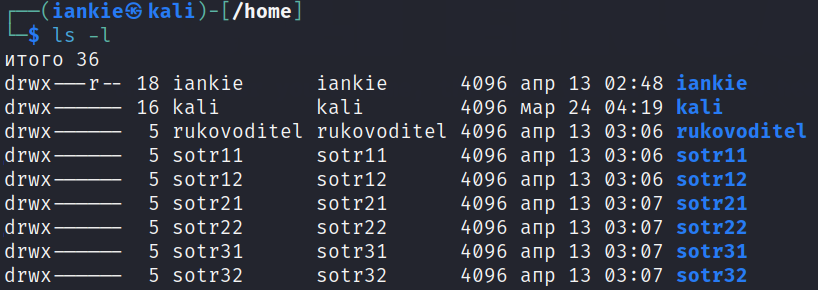 ┌──(iankie㉿kali)-[/home]
└─$ ls -l
итого 36
drwx---r-- 18 iankie      iankie      4096 апр 13 02:48 iankie
drwx------ 16 kali        kali        4096 мар 24 04:19 kali
drwx------  5 rukovoditel rukovoditel 4096 апр 13 03:06 rukovoditel
drwx------  5 sotr11      sotr11      4096 апр 13 03:06 sotr11
drwx------  5 sotr12      sotr12      4096 апр 13 03:06 sotr12
drwx------  5 sotr21      sotr21      4096 апр 13 03:07 sotr21
drwx------  5 sotr22      sotr22      4096 апр 13 03:07 sotr22
drwx------  5 sotr31      sotr31      4096 апр 13 03:07 sotr31
drwx------  5 sotr32      sotr32      4096 апр 13 03:07 sotr32